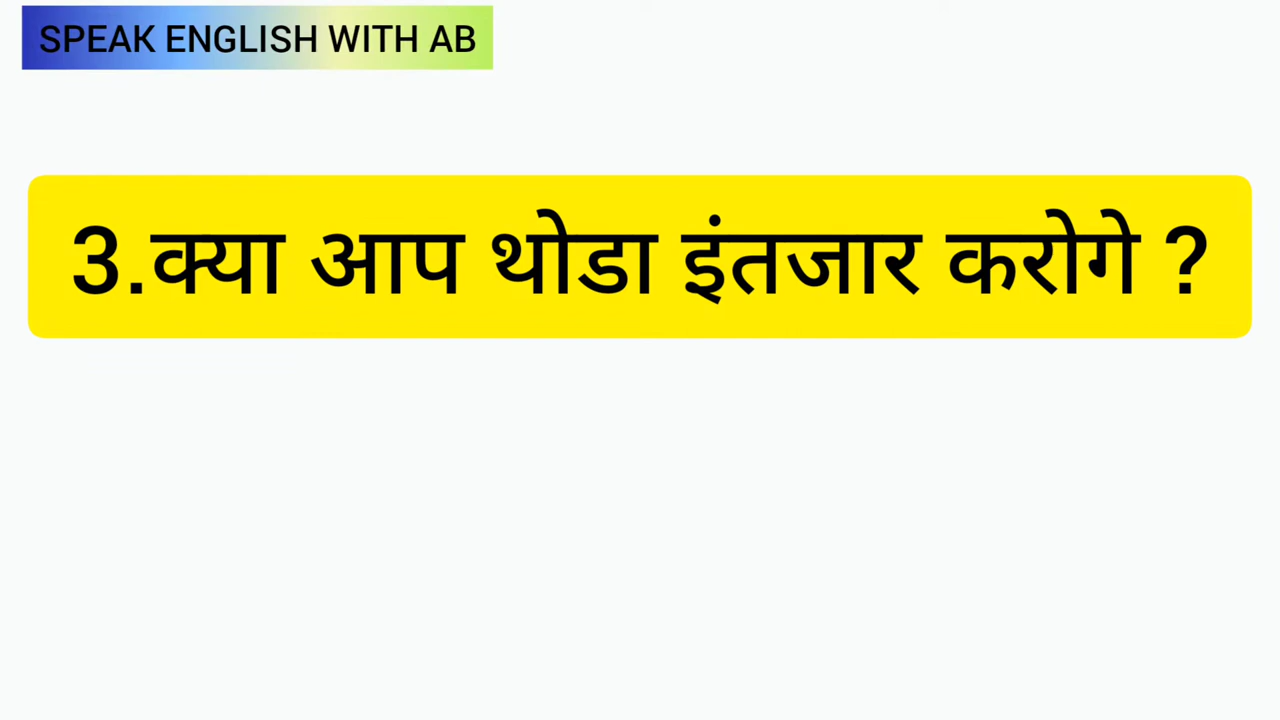 SPEAK ENGLISH WITH AB
3.क्या आप थोडा इंतजार करोगे ?